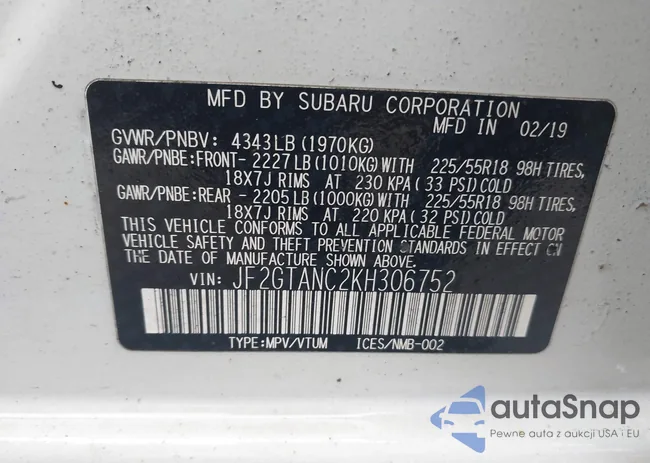 MFD BY SUBARU CORPORATION
MFD IN 02/19
GVWR/PNBV: 4343LB (1970KG)
GAWR/PNBE:FRONT- 2227LB(1010KG)WITH 225/55R18 98H TIRES,
18X7J RIMS AT 230 KPA(33 PSI)COLD
GAWR/PNBE:REAR - 2205LB(1000KG)WITH 225/55R18 98H TIRES,
18X7J RIMS AT 220 KPA(32 PSI)COLD
THIS VEHICLE CONFORMS TO ALL APPLICABLE FEDERAL MOTOR
VEHICLE SAFETY AND THEFT PREVENTION STANDARDS IN EFFECT ON
THE DATE OF MANUFACTURE SHOWN ABOVE.
VIN: JF2GTANC2KH306752
TYPE:MPV/VTUM ICES/NMB-002
autaSnap
Pewne auta z aukcji USA i EU